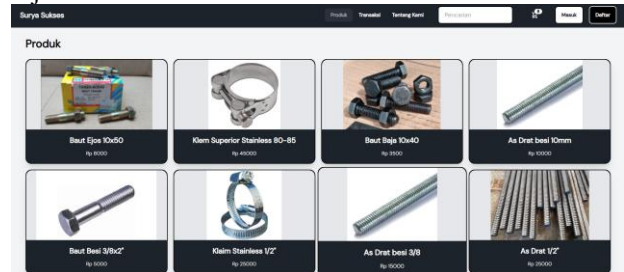 Surya Sukses
Produk Transaksi Tentang Kami Pencarian 0 Masuk Daftar
Produk
Baut Ejos 10x50 Klem Superior Stainless 80-85 Baut Baja 10x40 As Drat besi 10mm
Rp 6000 Rp 45000 Rp 3500 Rp 10000
Baut Besi 3/8x2" Klaim Stainless 1/2" As Drat besi 3/8 As Drat 1/2"
Rp 5000 Rp 25000 Rp 15000 Rp 25000